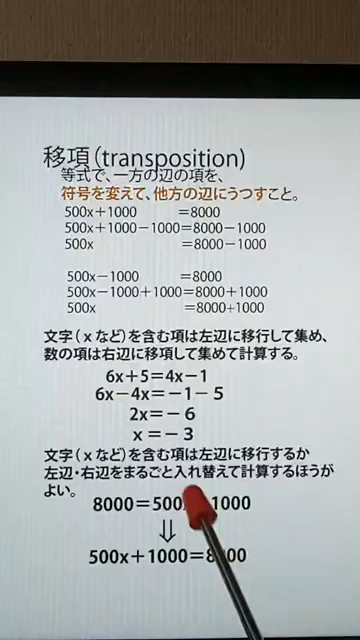 移項(transposition)
等式で、一方の辺の項を、
符号を変えて、他方の辺にうつすこと。
500x+1000 =8000
500x+1000−1000=8000−1000
500x =8000−1000
500x−1000 =8000
500x−1000+1000=8000+1000
500x =8000+1000
文字(xなど)を含む項は左辺に移行して集め、
数の項は右辺に移項して集めて計算する。
6x+5=4x−1
6x−4x=−1−5
2x=−6
x=−3
文字(xなど)を含む項は左辺に移行するか
左辺・右辺をまるごと入れ替えて計算するほうが
よい。
8000=500 1000
⇓
500x+1000=8 00